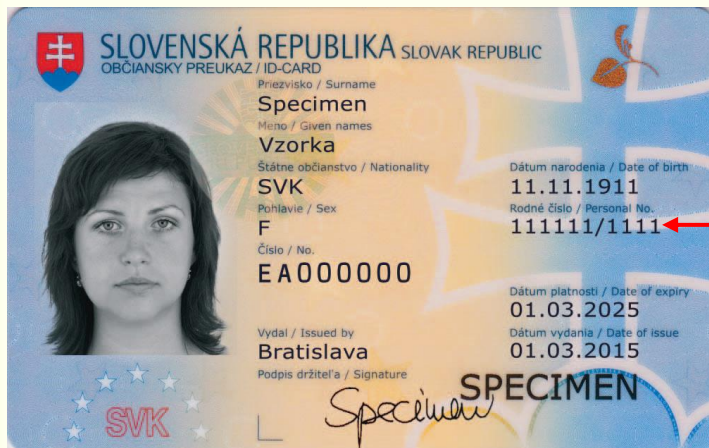 SLOVENSKÁ REPUBLIKA SLOVAK REPUBLIC
OBČIANSKY PREUKAZ / ID-CARD
Priezvisko / Surname
Specimen
Meno / Given names
Vzorka
Štátne občianstvo / Nationality
SVK
Dátum narodenia / Date of birth
11.11.1911
Pohlavie / Sex
F
Rodné číslo / Personal No.
111111/1111
Číslo / No.
EA000000
Dátum platnosti / Date of expiry
01.03.2025
Vydal / Issued by
Bratislava
Dátum vydania / Date of issue
01.03.2015
Podpis držiteľa / Signature
Specimen
SPECIMEN
SVK